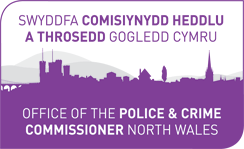 SWYDDFA COMISIYNYDD HEDDLU
A THROSEDD GOGLEDD CYMRU
OFFICE OF THE POLICE & CRIME
COMMISSIONER NORTH WALES